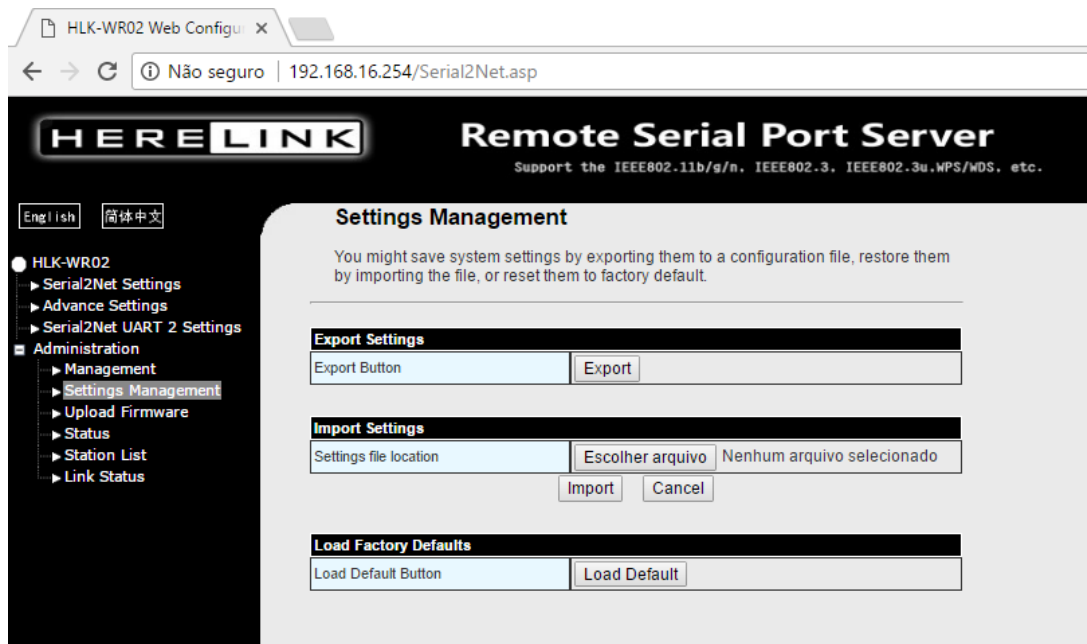 HLK-WR02 Web Configu
Não seguro | 192.168.16.254/Serial2Net.asp
HERELINK
Remote Serial Port Server
Support the IEEE802.11b/g/n. IEEE802.3. IEEE802.3u.WPS/WDS. etc.
English 简体中文
HLK-WR02
Serial2Net Settings
Advance Settings
Serial2Net UART 2 Settings
Administration
Management
Settings Management
Upload Firmware
Status
Station List
Link Status
Settings Management
You might save system settings by exporting them to a configuration file, restore them
by importing the file, or reset them to factory default.
Export Settings
Export Button Export
Import Settings
Settings file location Escolher arquivo Nenhum arquivo selecionado
Import Cancel
Load Factory Defaults
Load Default Button Load Default